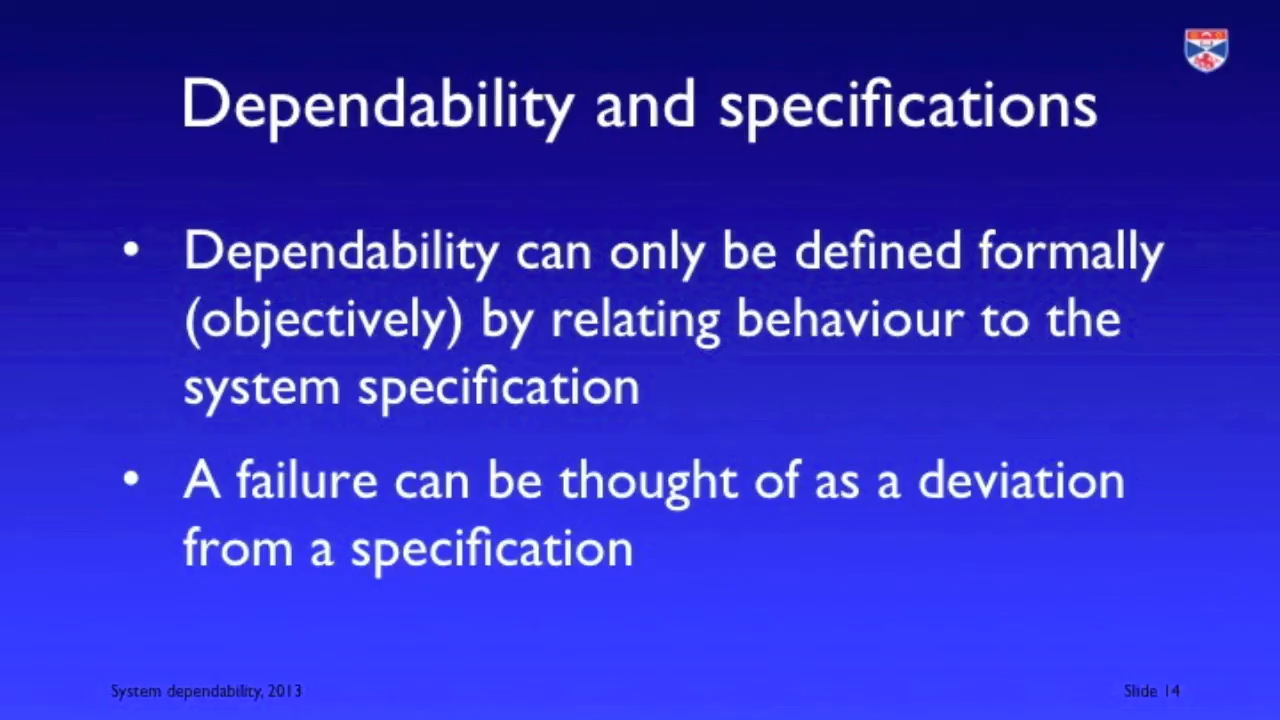 Dependability and specifications
• Dependability can only be defined formally
(objectively) by relating behaviour to the
system specification
• A failure can be thought of as a deviation
from a specification
System dependability, 2013
Slide 14